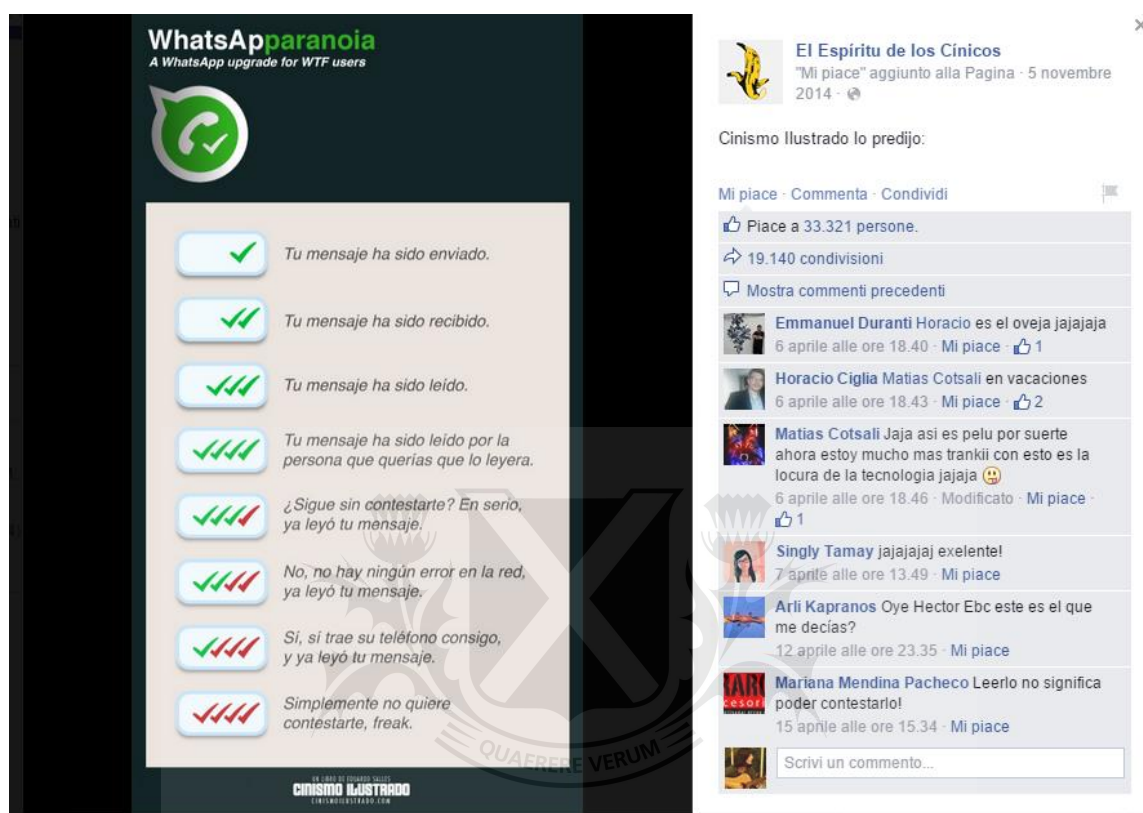 WhatsApparanoia
A WhatsApp upgrade for WTF users
Tu mensaje ha sido enviado.
Tu mensaje ha sido recibido.
Tu mensaje ha sido leído.
Tu mensaje ha sido leído por la
persona que querías que lo leyera.
¿Sigue sin contestarte? En serio,
ya leyó tu mensaje.
No, no hay ningún error en la red,
ya leyó tu mensaje.
Sí, sí trae su teléfono consigo,
y ya leyó tu mensaje.
Simplemente no quiere
contestarte, freak.
UN LIBRO DE EDUARDO SALLES
CINISMO ILUSTRADO
CINISMOILUSTRADO.COM
El Espíritu de los Cínicos
"Mi piace" aggiunto alla Pagina · 5 novembre
2014 ·
Cinismo Ilustrado lo predijo:
Mi piace · Commenta · Condividi
Piace a 33.321 persone.
19.140 condivisioni
Mostra commenti precedenti
Emmanuel Duranti Horacio es el oveja jajajaja
6 aprile alle ore 18.40 · Mi piace · 1
Horacio Ciglia Matias Cotsali en vacaciones
6 aprile alle ore 18.43 · Mi piace · 2
Matias Cotsali Jaja asi es pelu por suerte
ahora estoy mucho mas trankii con esto es la
locura de la tecnologia jajaja
6 aprile alle ore 18.46 · Modificato · Mi piace ·
1
Singly Tamay jajajajaj exelente!
7 aprile alle ore 13.49 · Mi piace
Arli Kapranos Oye Hector Ebc este es el que
me decías?
12 aprile alle ore 23.35 · Mi piace
Mariana Mendina Pacheco Leerlo no significa
poder contestarlo!
15 aprile alle ore 15.34 · Mi piace
Scrivi un commento...
QUAERERE VERUM